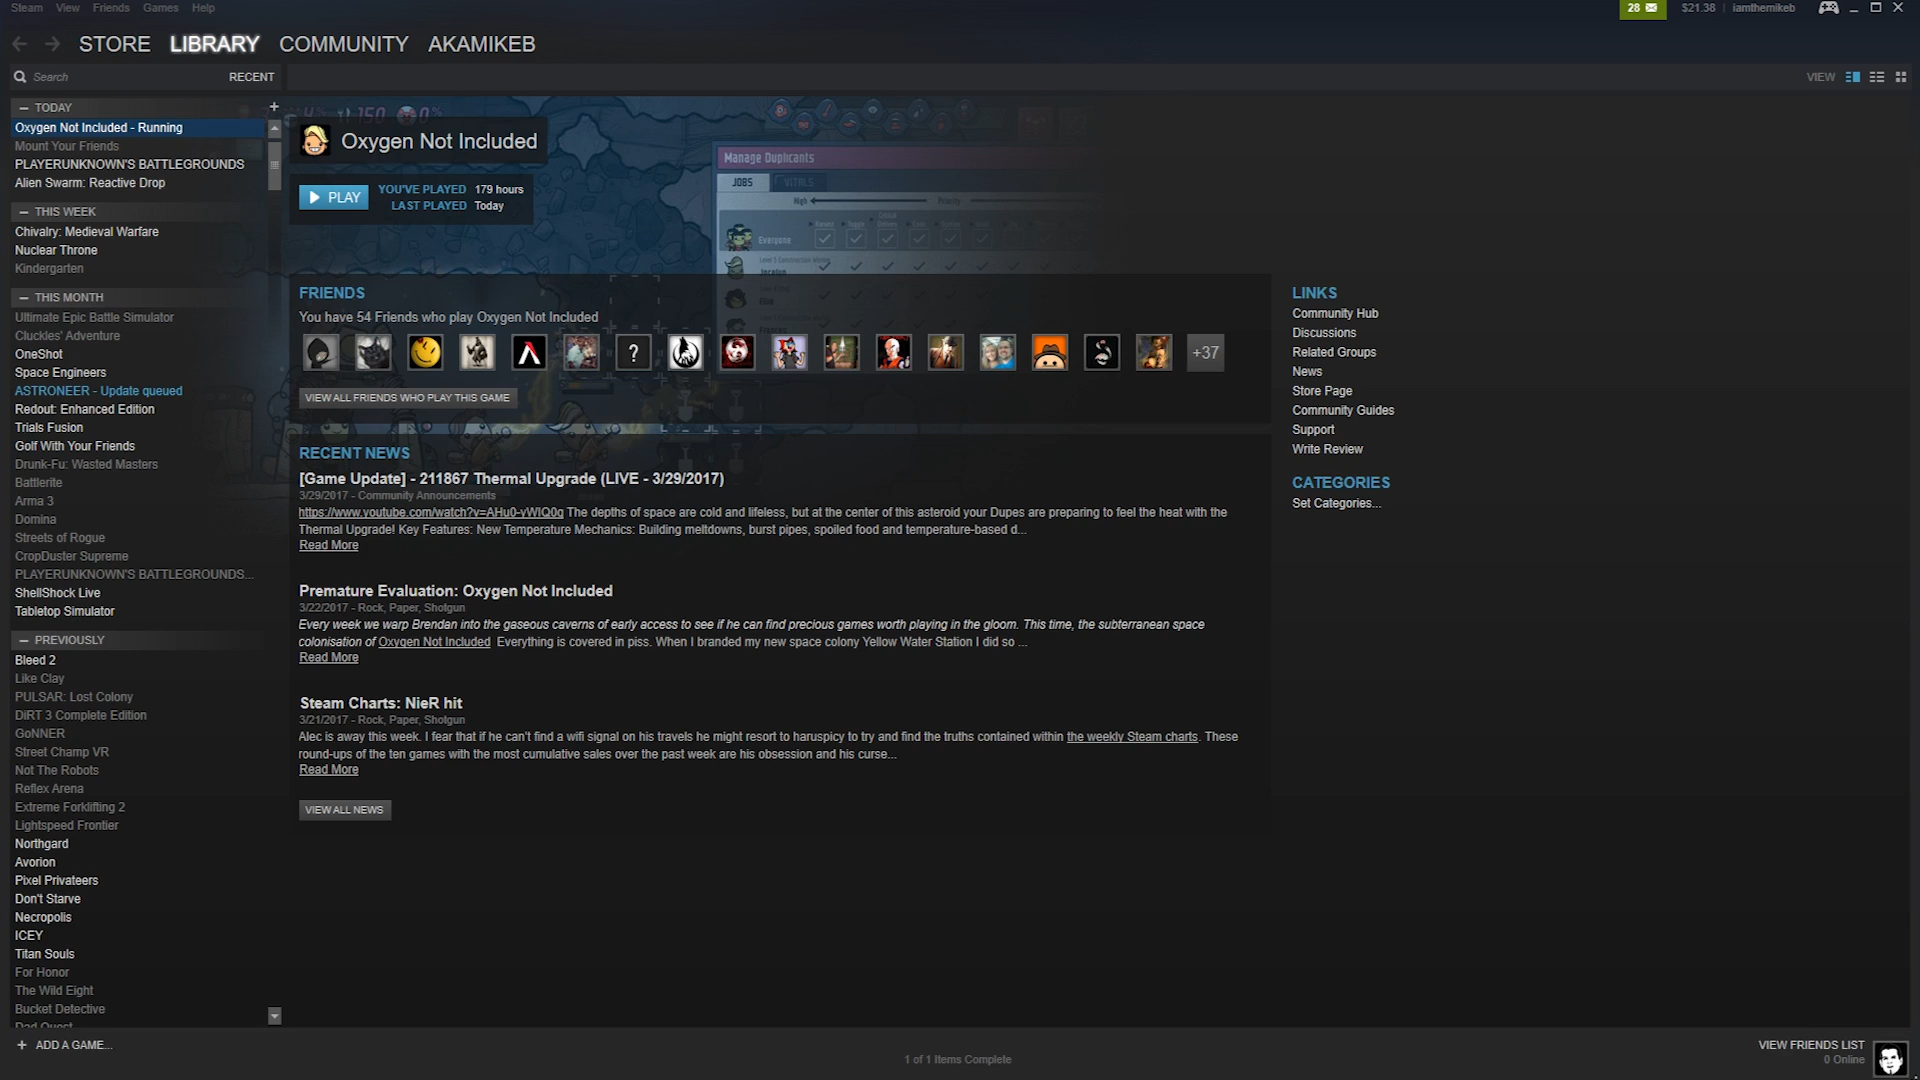 Steam View Friends Games Help
28 $21.38 iamthemikeb
STORE LIBRARY COMMUNITY AKAMIKEB
Search RECENT
VIEW
TODAY
Oxygen Not Included - Running
Mount Your Friends
PLAYERUNKNOWN'S BATTLEGROUNDS
Alien Swarm: Reactive Drop
THIS WEEK
Chivalry: Medieval Warfare
Nuclear Throne
Kindergarten
THIS MONTH
Ultimate Epic Battle Simulator
Cluckles' Adventure
OneShot
Space Engineers
ASTRONEER - Update queued
Redout: Enhanced Edition
Trials Fusion
Golf With Your Friends
Drunk-Fu: Wasted Masters
Battlerite
Arma 3
Domina
Streets of Rogue
CropDuster Supreme
PLAYERUNKNOWN'S BATTLEGROUNDS...
ShellShock Live
Tabletop Simulator
PREVIOUSLY
Bleed 2
Like Clay
PULSAR: Lost Colony
DiRT 3 Complete Edition
GoNNER
Street Champ VR
Not The Robots
Reflex Arena
Extreme Forklifting 2
Lightspeed Frontier
Northgard
Avorion
Pixel Privateers
Don't Starve
Necropolis
ICEY
Titan Souls
For Honor
The Wild Eight
Bucket Detective
Dad Quest
ADD A GAME...
Oxygen Not Included
PLAY
YOU'VE PLAYED 179 hours
LAST PLAYED Today
Manage Duplicants
JOBS VITALS
High Priority
Everyone
FRIENDS
You have 54 Friends who play Oxygen Not Included
?
+37
VIEW ALL FRIENDS WHO PLAY THIS GAME
RECENT NEWS
[Game Update] - 211867 Thermal Upgrade (LIVE - 3/29/2017)
3/29/2017 - Community Announcements
https://www.youtube.com/watch?v=AHu0-yWIQ0q The depths of space are cold and lifeless, but at the center of this asteroid your Dupes are preparing to feel the heat with the
Thermal Upgrade! Key Features: New Temperature Mechanics: Building meltdowns, burst pipes, spoiled food and temperature-based d...
Read More
Premature Evaluation: Oxygen Not Included
3/22/2017 - Rock, Paper, Shotgun
Every week we warp Brendan into the gaseous caverns of early access to see if he can find precious games worth playing in the gloom. This time, the subterranean space
colonisation of Oxygen Not Included Everything is covered in piss. When I branded my new space colony Yellow Water Station I did so ...
Read More
Steam Charts: NieR hit
3/21/2017 - Rock, Paper, Shotgun
Alec is away this week. I fear that if he can't find a wifi signal on his travels he might resort to haruspicy to try and find the truths contained within the weekly Steam charts. These
round-ups of the ten games with the most cumulative sales over the past week are his obsession and his curse...
Read More
VIEW ALL NEWS
LINKS
Community Hub
Discussions
Related Groups
News
Store Page
Community Guides
Support
Write Review
CATEGORIES
Set Categories...
1 of 1 Items Complete
VIEW FRIENDS LIST
0 Online